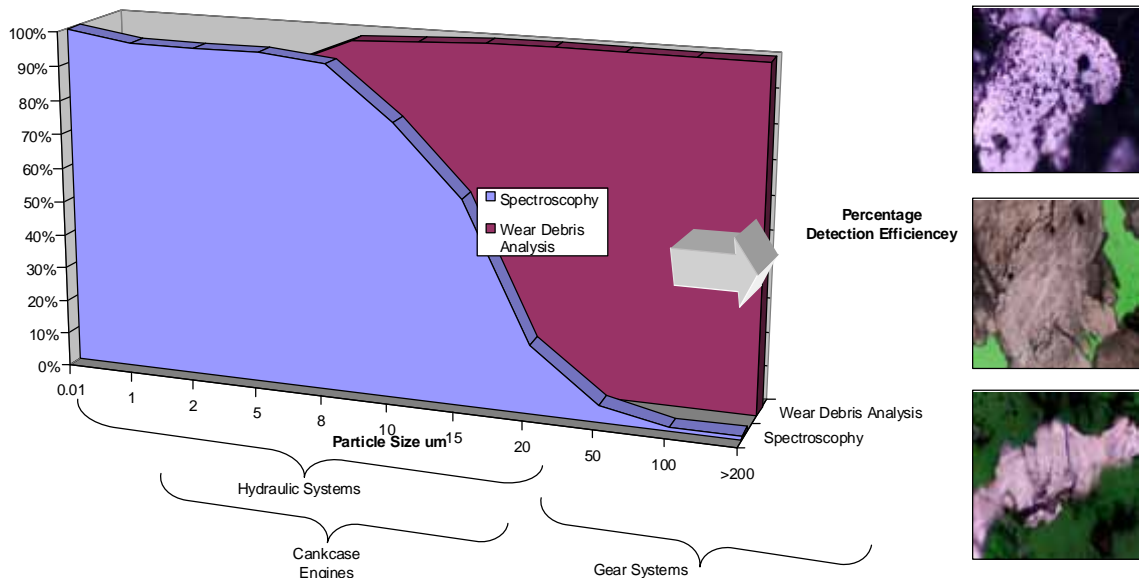 100%
90%
80%
70%
60%
50%
40%
30%
20%
10%
0%
0.01
1
2
5
8
10
15
20
50
100
>200
Particle Size um
Spectroscophy
Wear Debris
Analysis
Percentage
Detection Efficiencey
Wear Debris Analysis
Spectroscophy
Hydraulic Systems
Cankcase
Engines
Gear Systems